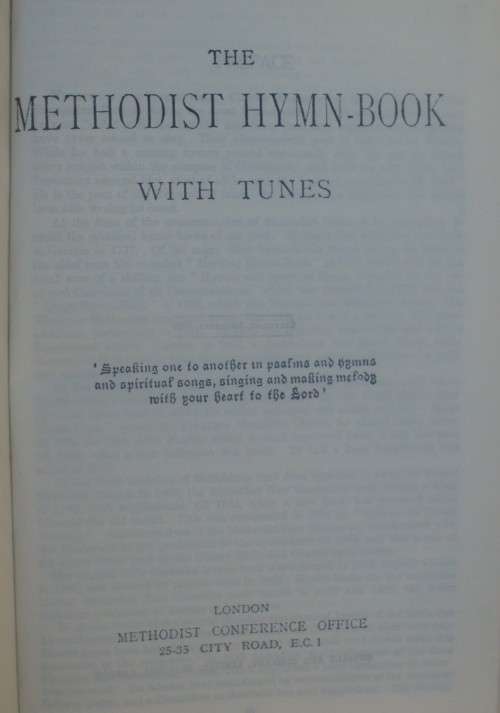 THE
METHODIST HYMN-BOOK
WITH TUNES
'Speaking one to another in psalms and hymns
and spiritual songs, singing and making melody
with your heart to the Lord'
LONDON
METHODIST CONFERENCE OFFICE
25-35 CITY ROAD, E.C.1